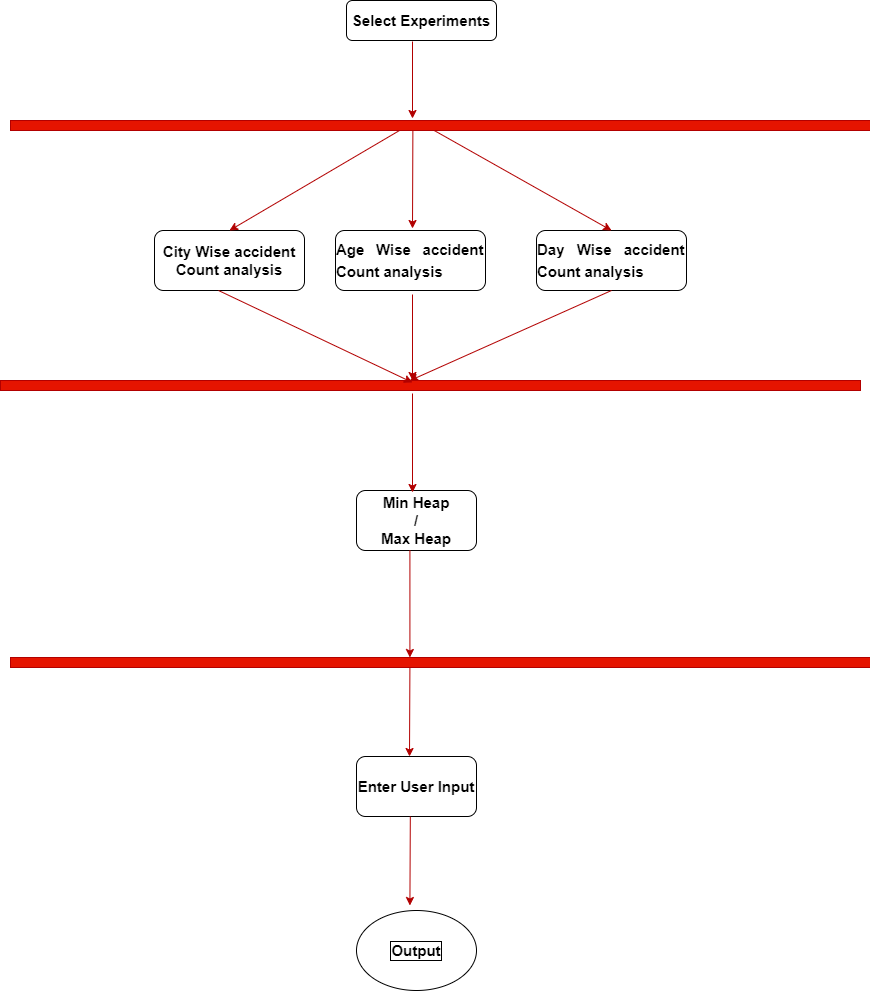 Select Experiments
City Wise accident
Count analysis
Age Wise accident
Count analysis
Day Wise accident
Count analysis
Min Heap
/
Max Heap
Enter User Input
Output